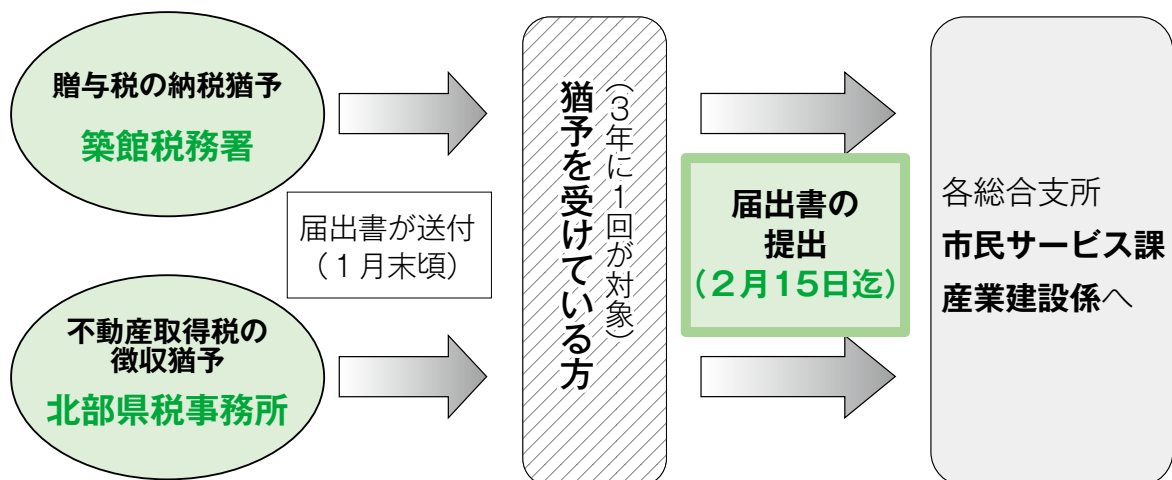 贈与税の納税猶予
築館税務署
不動産取得税の
徴収猶予
北部県税事務所
届出書が送付
（１月末頃）
猶予を受けている方
（３年に１回が対象）
届出書の
提出
（２月15日迄）
各総合支所
市民サービス課
産業建設係へ